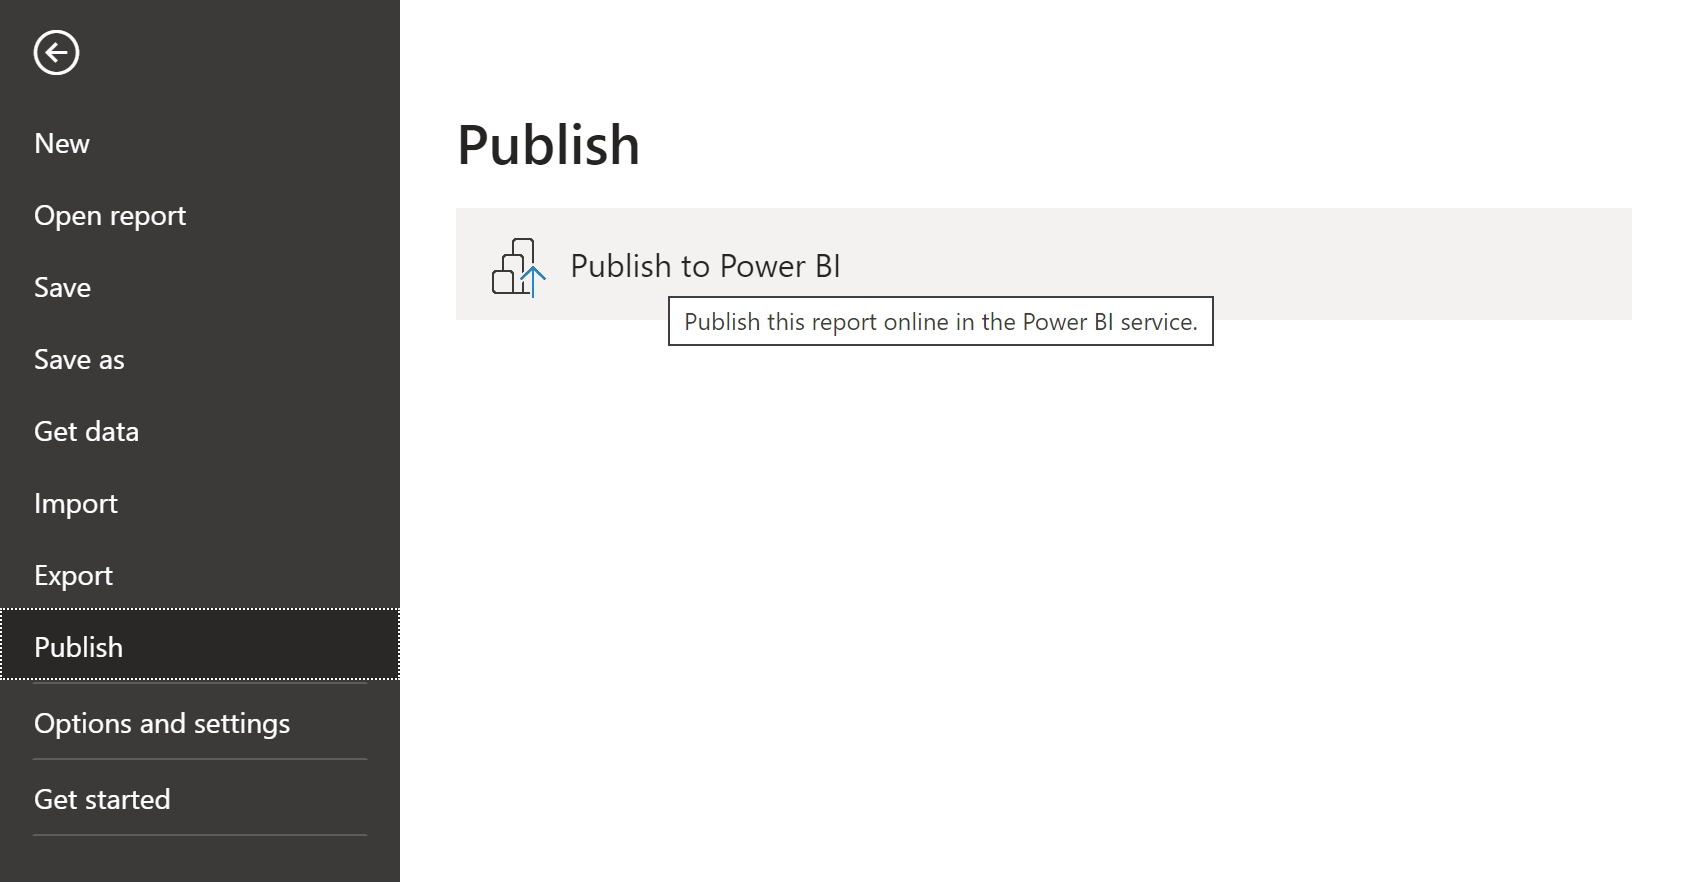 New
Open report
Save
Save as
Get data
Import
Export
Publish
Options and settings
Get started
Publish
Publish to Power BI
Publish this report online in the Power BI service.